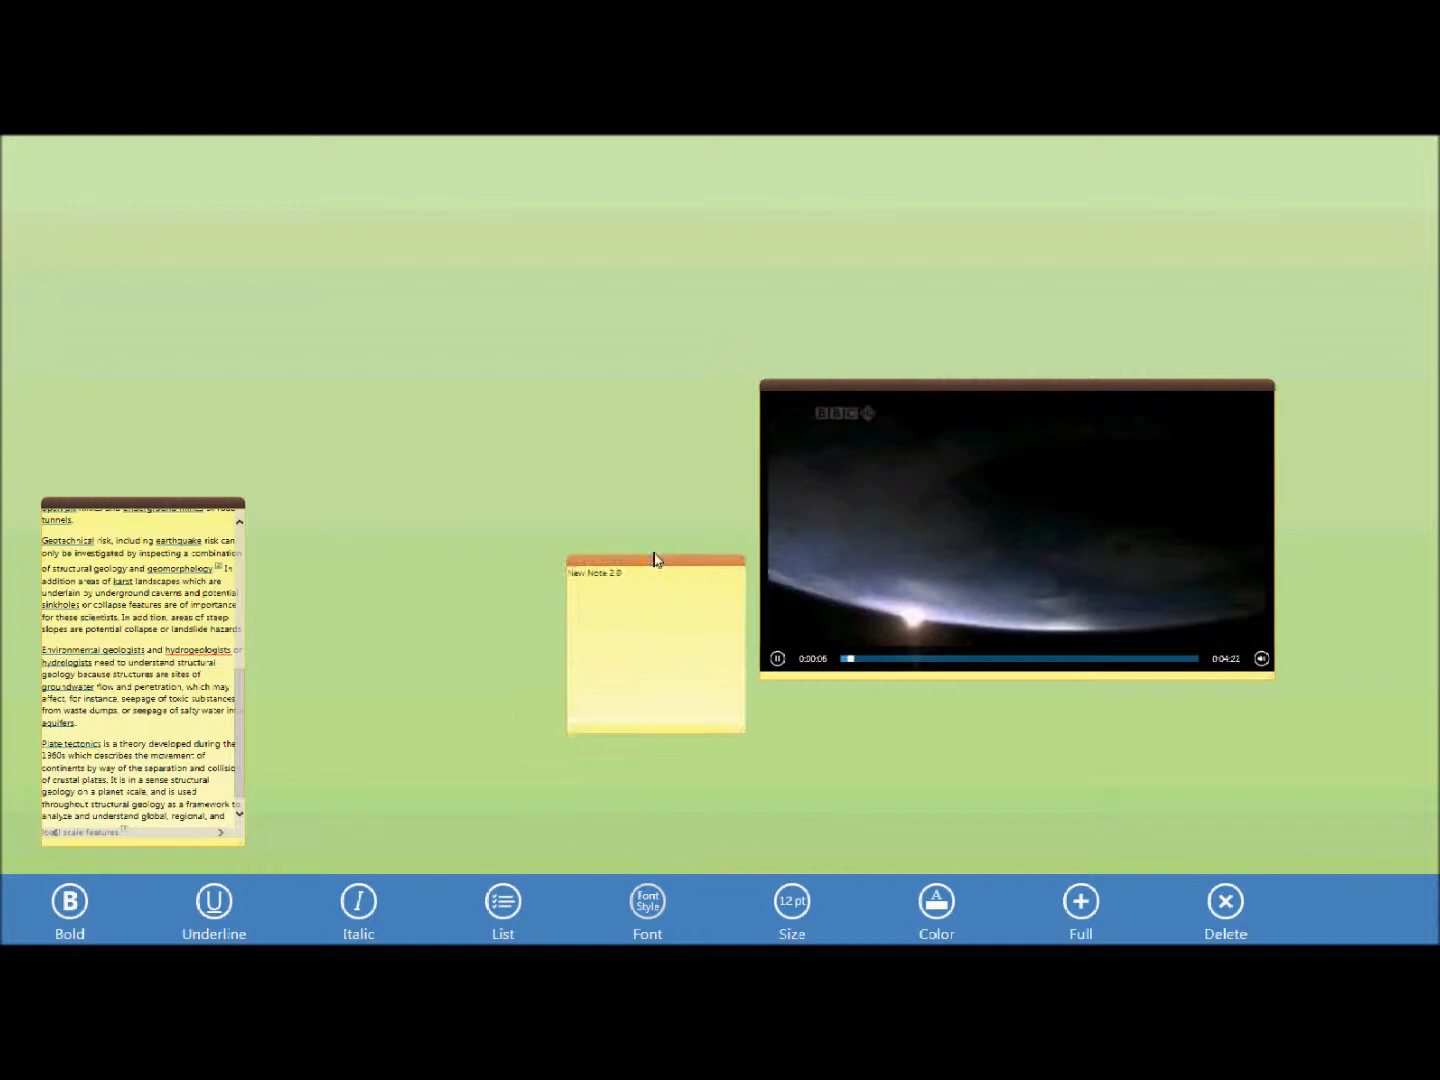 tunnels.
Geotechnical risk, including earthquake risk can
only be investigated by inspecting a combination
of structural geology and geomorphology.[2] In
addition areas of karst landscapes which are
underlain by underground caverns and potential
sinkholes or collapse features are of importance
for these scientists. In addition, areas of steep
slopes are potential collapse or landslide hazards
Environmental geologists and hydrogeologists or
hydrologists need to understand structural
geology because structures are sites of
groundwater flow and penetration, which may
affect, for instance, seepage of toxic substances
from waste dumps, or seepage of salty water in
aquifers.
Plate tectonics is a theory developed during the
1960s which describes the movement of
continents by way of the separation and collision
of crustal plates. It is in a sense structural
geology on a planet scale, and is used
throughout structural geology as a framework to
analyze and understand global, regional, and
local scale features.
New Note 2.0
BBC
0:00:05
0:04:22
B
U
I
Font
Style
12 pt
A
Bold
Underline
Italic
List
Font
Size
Color
Full
Delete